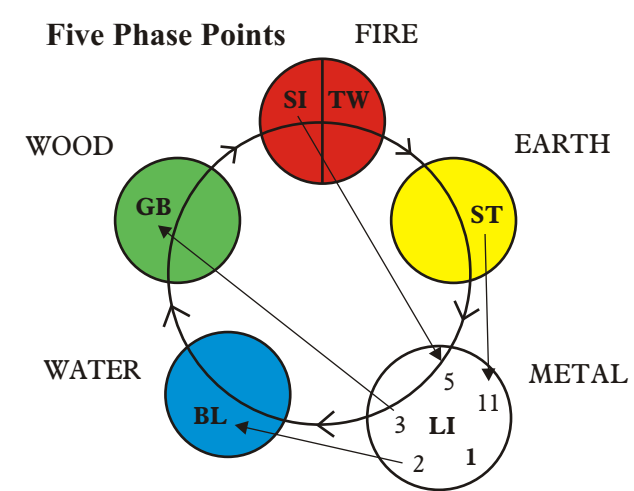 Five Phase Points
FIRE
SI TW
WOOD
EARTH
GB
ST
WATER
METAL
5
11
BL
3 LI
2 1